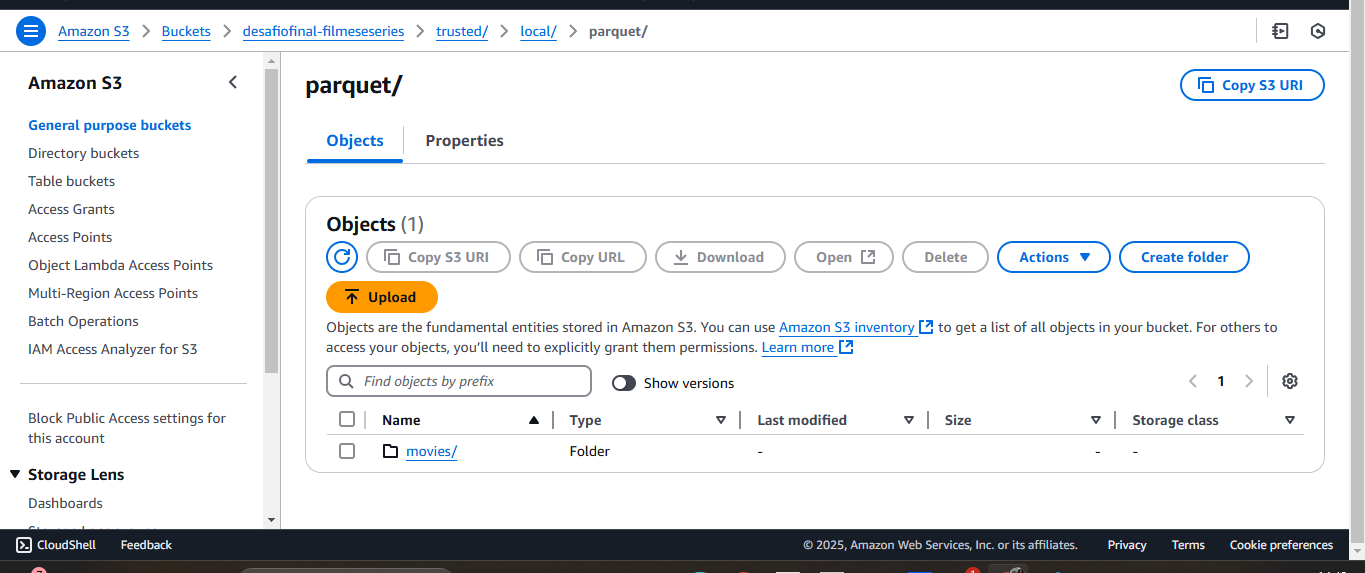 Amazon S3 > Buckets > desafiofinal-filmeseseries > trusted/ > local/ > parquet/
Amazon S3
General purpose buckets
Directory buckets
Table buckets
Access Grants
Access Points
Object Lambda Access Points
Multi-Region Access Points
Batch Operations
IAM Access Analyzer for S3
Block Public Access settings for
this account
Storage Lens
Dashboards
parquet/
Copy S3 URI
Objects Properties
Objects (1)
Copy S3 URI Copy URL Download Open Delete Actions Create folder
Upload
Objects are the fundamental entities stored in Amazon S3. You can use Amazon S3 inventory to get a list of all objects in your bucket. For others to
access your objects, you'll need to explicitly grant them permissions. Learn more
Find objects by prefix Show versions 1
Name Type Last modified Size Storage class
movies/ Folder - - -
CloudShell Feedback © 2025, Amazon Web Services, Inc. or its affiliates. Privacy Terms Cookie preferences